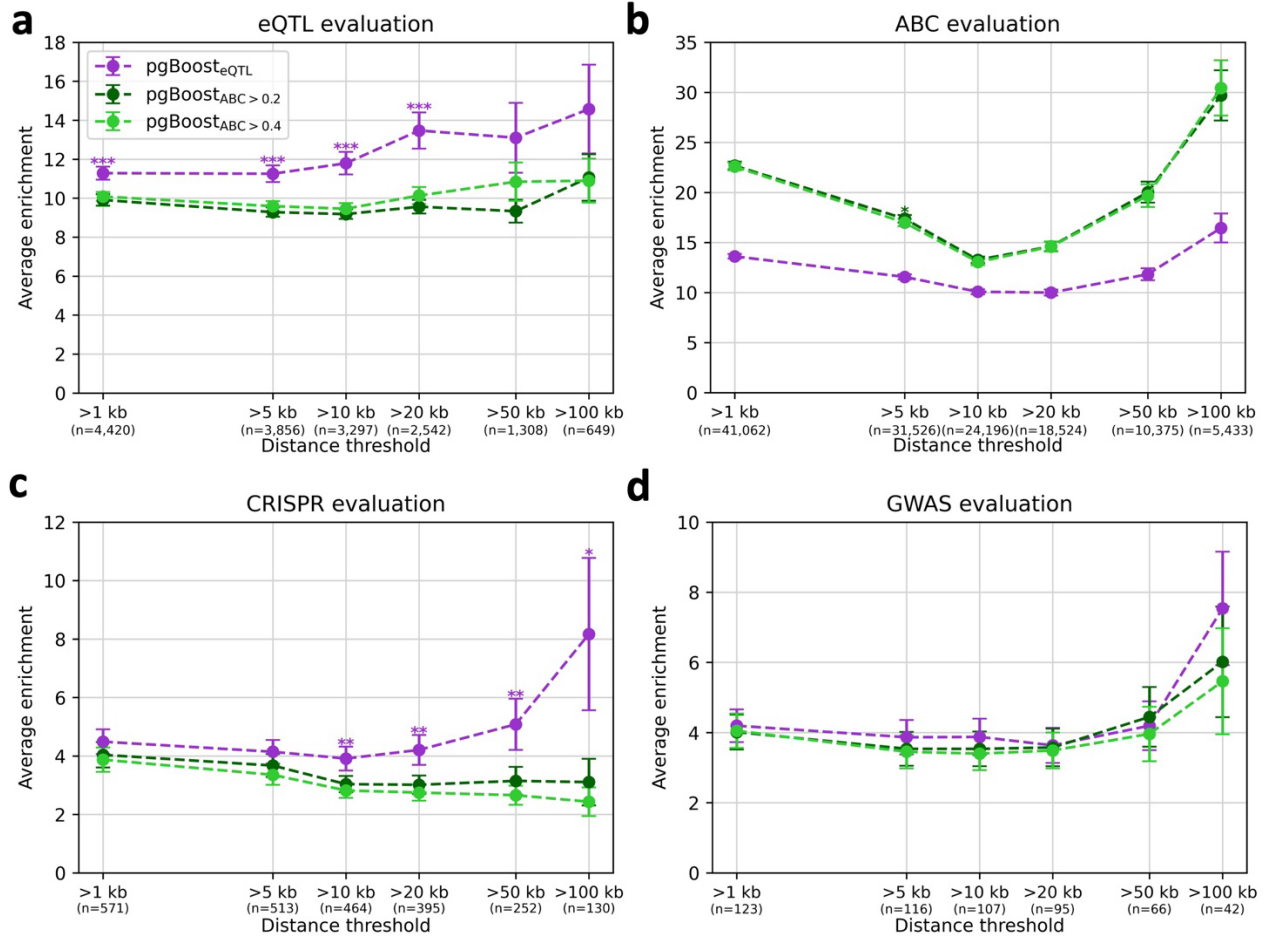 a
eQTL evaluation
18
16
14
12
10
8
6
4
2
0
Average enrichment
pgBoost eQTL
pgBoost ABC > 0.2
pgBoost ABC > 0.4
***
***
***
***
>1 kb >5 kb >10 kb >20 kb >50 kb >100 kb
(n=4,420) (n=3,856) (n=3,297) (n=2,542) (n=1,308) (n=649)
Distance threshold
b
ABC evaluation
35
30
25
20
15
10
5
0
Average enrichment
*
>1 kb >5 kb >10 kb >20 kb >50 kb >100 kb
(n=41,062) (n=31,526) (n=24,196) (n=18,524) (n=10,375) (n=5,433)
Distance threshold
c
CRISPR evaluation
12
10
8
6
4
2
0
Average enrichment
**
**
**
*
>1 kb >5 kb >10 kb >20 kb >50 kb >100 kb
(n=571) (n=513) (n=464) (n=395) (n=252) (n=130)
Distance threshold
d
GWAS evaluation
10
8
6
4
2
0
Average enrichment
>1 kb >5 kb >10 kb >20 kb >50 kb >100 kb
(n=123) (n=116) (n=107) (n=95) (n=66) (n=42)
Distance threshold